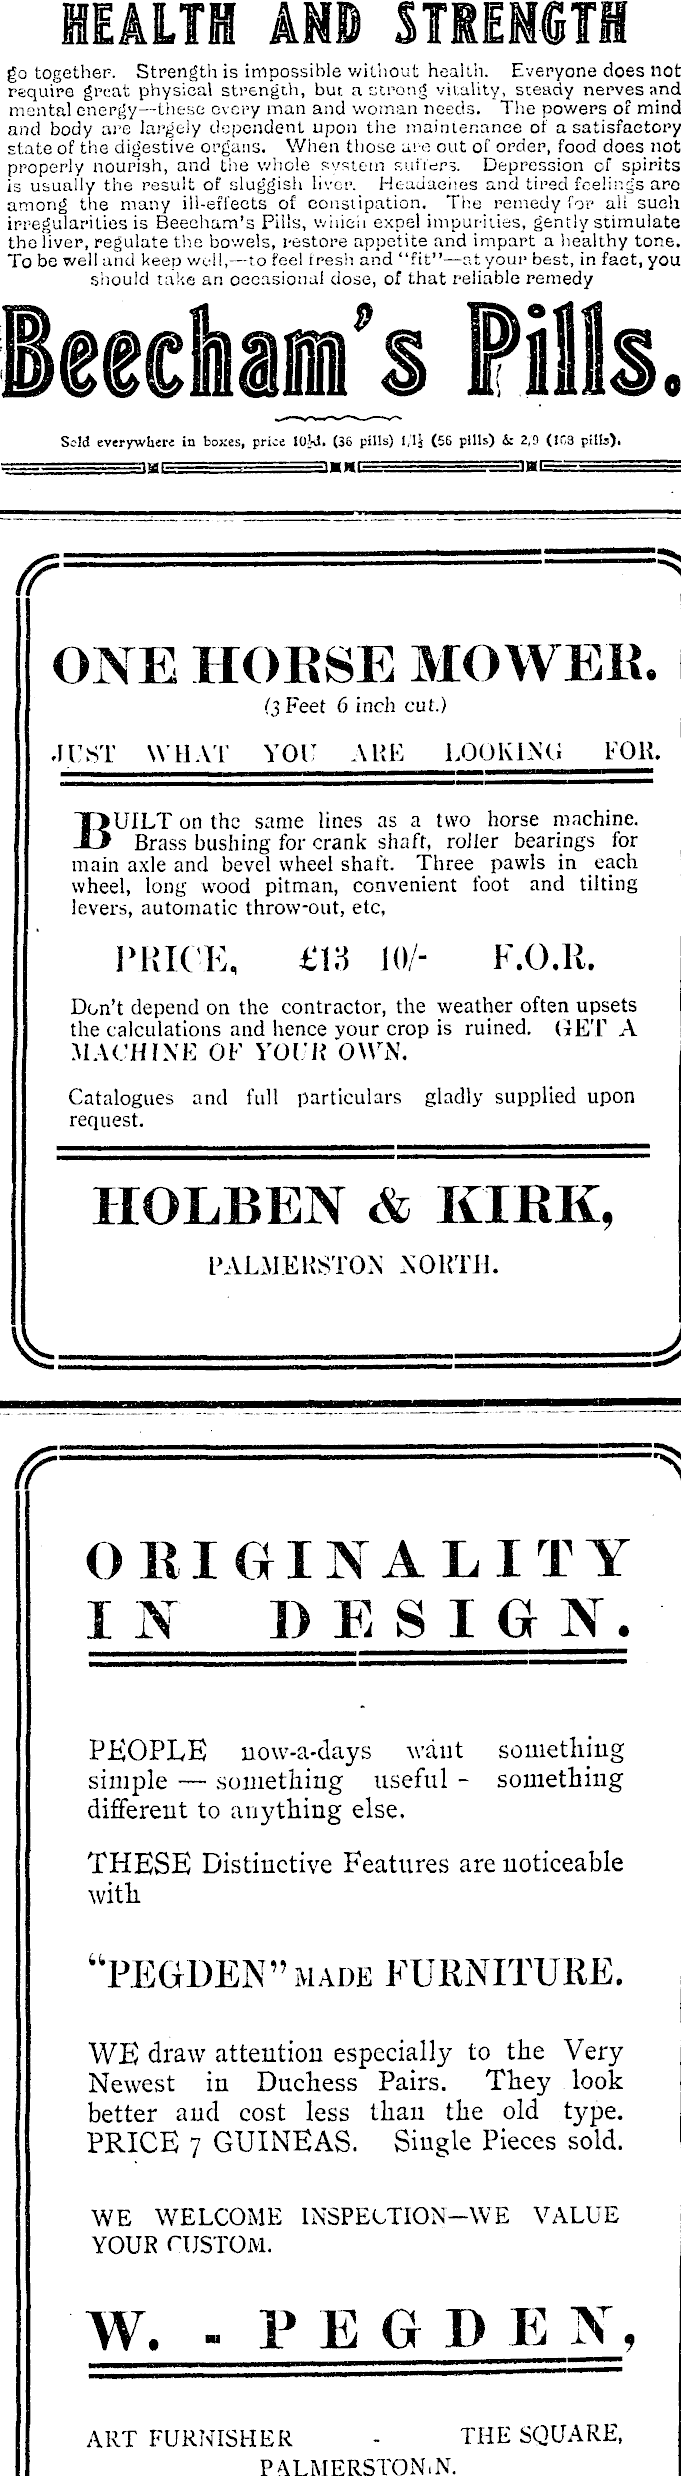 HEALTH AND STRENGTH
go together. Strength is impossible without health. Everyone does not
require great physical strength, but a strong vitality, steady nerves and
mental energy—these every man and woman needs. The powers of mind
and body are largely dependent upon the maintenance of a satisfactory
state of the digestive organs. When those are out of order, food does not
properly nourish, and the whole system suffers. Depression of spirits
is usually the result of sluggish liver. Headaches and tired feelings are
among the many ill-effects of constipation. The remedy for all such
irregularities is Beecham's Pills, which expel impurities, gently stimulate
the liver, regulate the bowels, restore appetite and impart a healthy tone.
To be well and keep well,—to feel fresh and "fit"—at your best, in fact, you
should take an occasional dose, of that reliable remedy
Beecham's Pills.
Sold everywhere in boxes, price 10½d. (36 pills) 1/1½ (56 pills) & 2/9 (168 pills).
ONE HORSE MOWER.
(3 Feet 6 inch cut.)
JUST WHAT YOU ARE LOOKING FOR.
BUILT on the same lines as a two horse machine.
Brass bushing for crank shaft, roller bearings for
main axle and bevel wheel shaft. Three pawls in each
wheel, long wood pitman, convenient foot and tilting
levers, automatic throw-out, etc,
PRICE, £13 10/- F.O.R.
Don't depend on the contractor, the weather often upsets
the calculations and hence your crop is ruined. GET A
MACHINE OF YOUR OWN.
Catalogues and full particulars gladly supplied upon
request.
HOLBEN & KIRK,
PALMERSTON NORTH.
ORIGINALITY
IN DESIGN.
PEOPLE now-a-days want something
simple — something useful - something
different to anything else.
THESE Distinctive Features are noticeable
with
"PEGDEN" MADE FURNITURE.
WE draw attention especially to the Very
Newest in Duchess Pairs. They look
better and cost less than the old type.
PRICE 7 GUINEAS. Single Pieces sold.
WE WELCOME INSPECTION—WE VALUE
YOUR CUSTOM.
W. - PEGDEN,
ART FURNISHER - THE SQUARE,
PALMERSTON N.